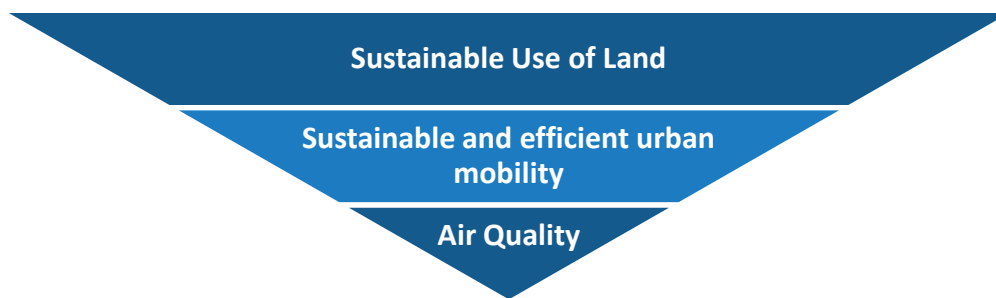 Sustainable Use of Land
Sustainable and efficient urban
mobility
Air Quality